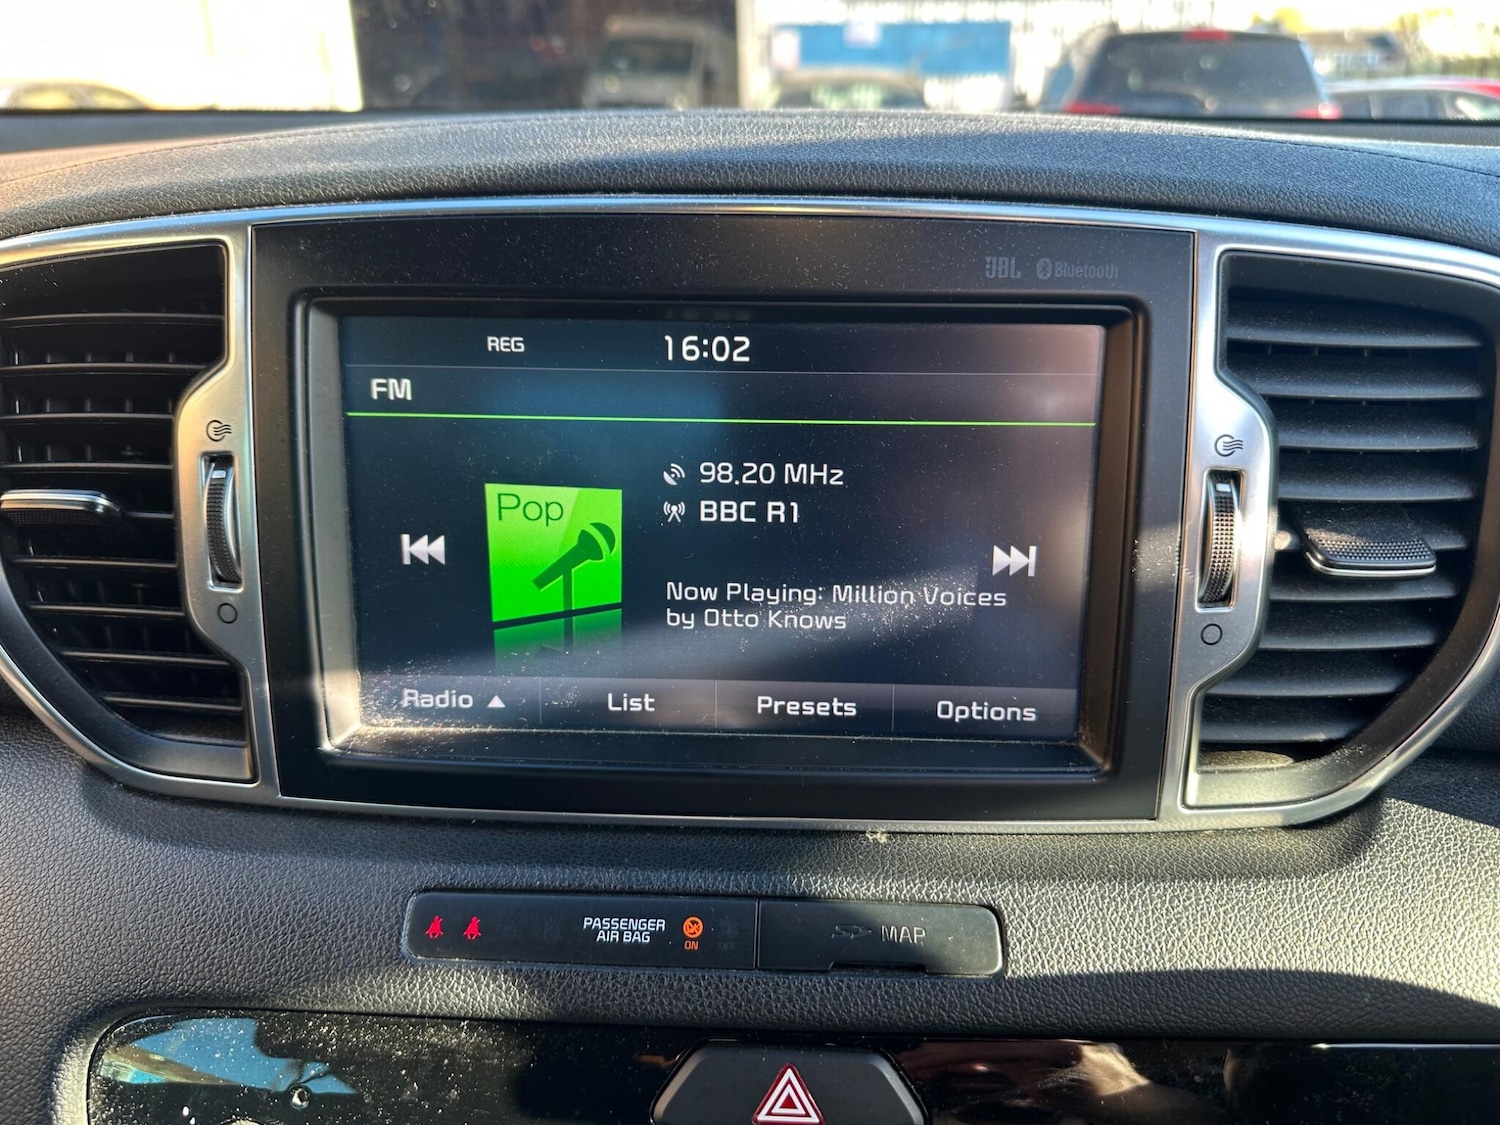 JBL Bluetooth
REG 16:02
FM
Pop
98.20 MHz
BBC R1
Now Playing: Million Voices
by Otto Knows
Radio ▲ List Presets Options
PASSENGER
AIR BAG
ON OFF
MAP